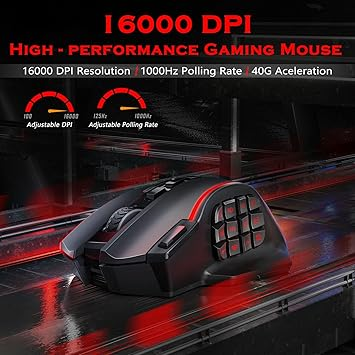 16000 DPI
High - performance Gaming Mouse
16000 DPI Resolution / 1000Hz Polling Rate / 40G Aceleration
100 16000 125Hz 1000Hz
Adjustable DPI Adjustable Polling Rate